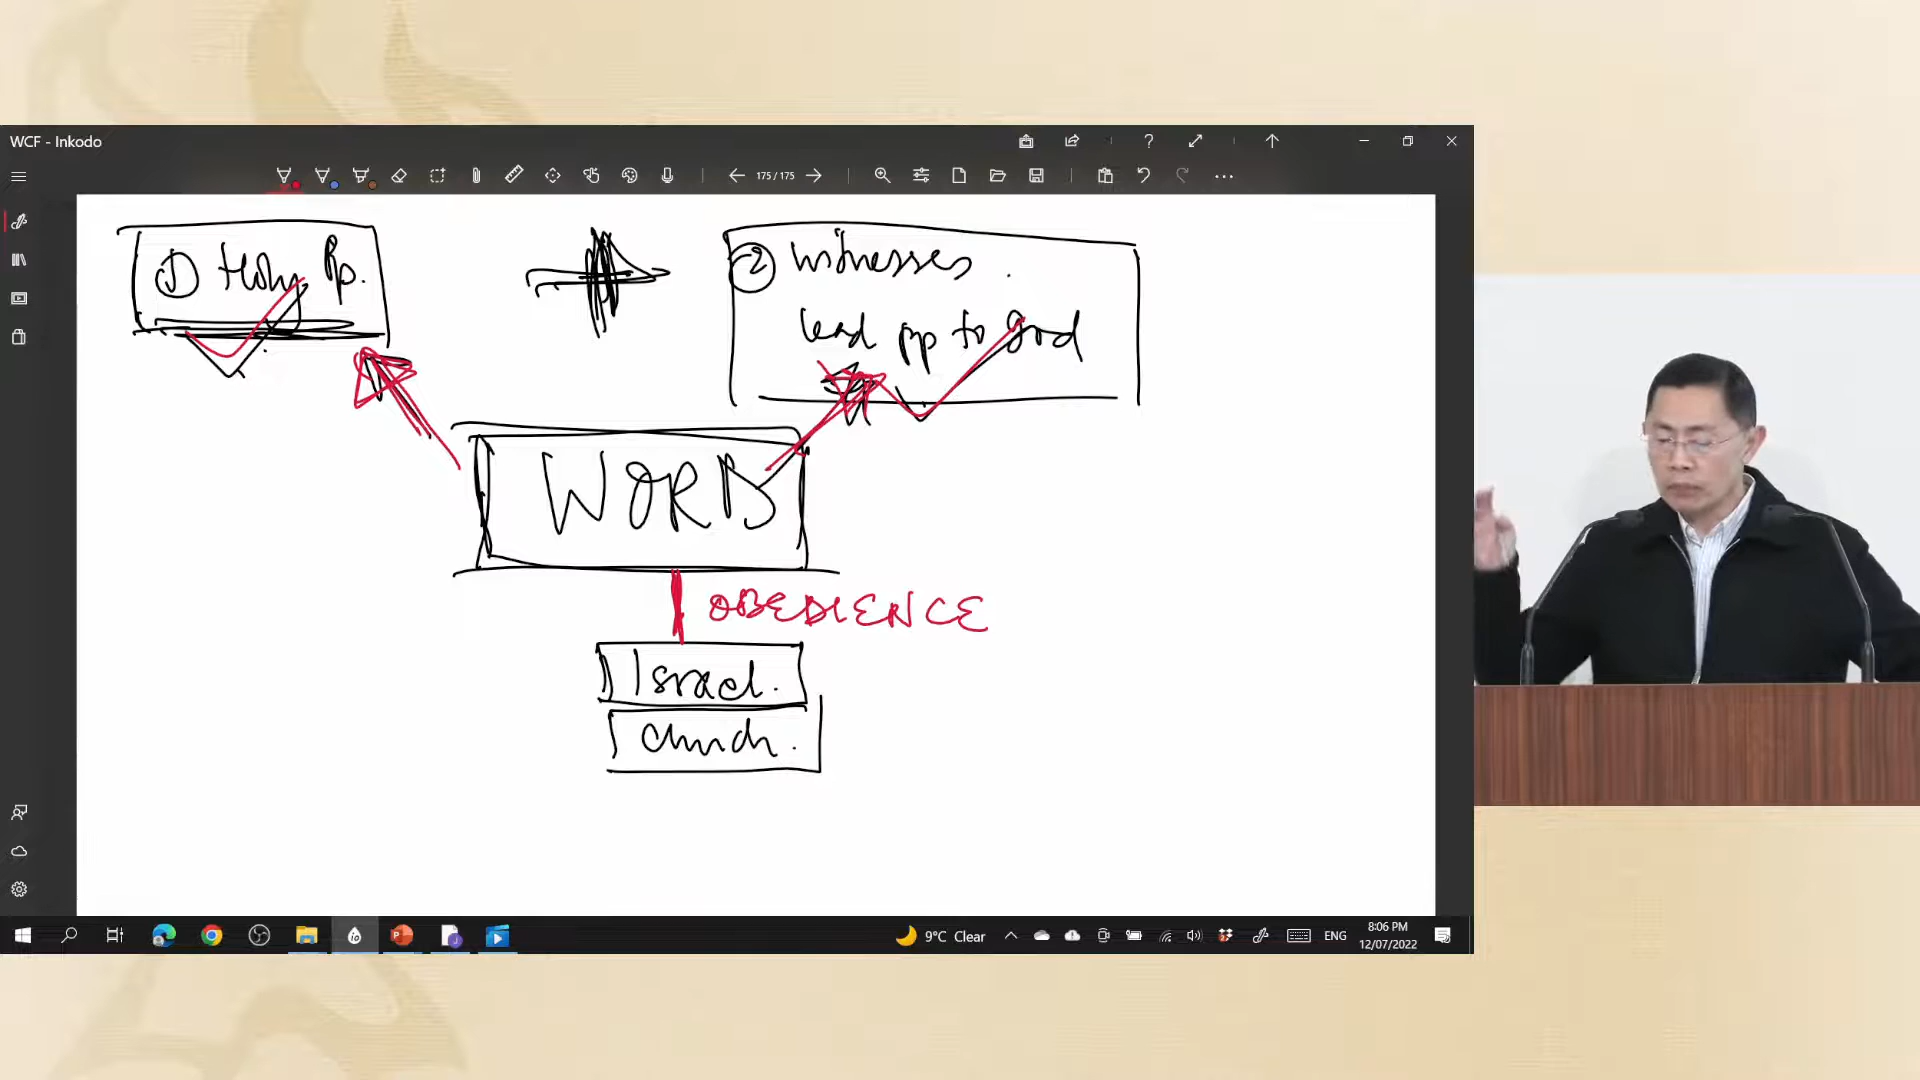 WCF - Inkodo
175 / 175
① Holy pp.
② witnesses.
lead pp to God
WORD
OBEDIENCE
Israel.
church.
9°C Clear
ENG
8:06 PM
12/07/2022